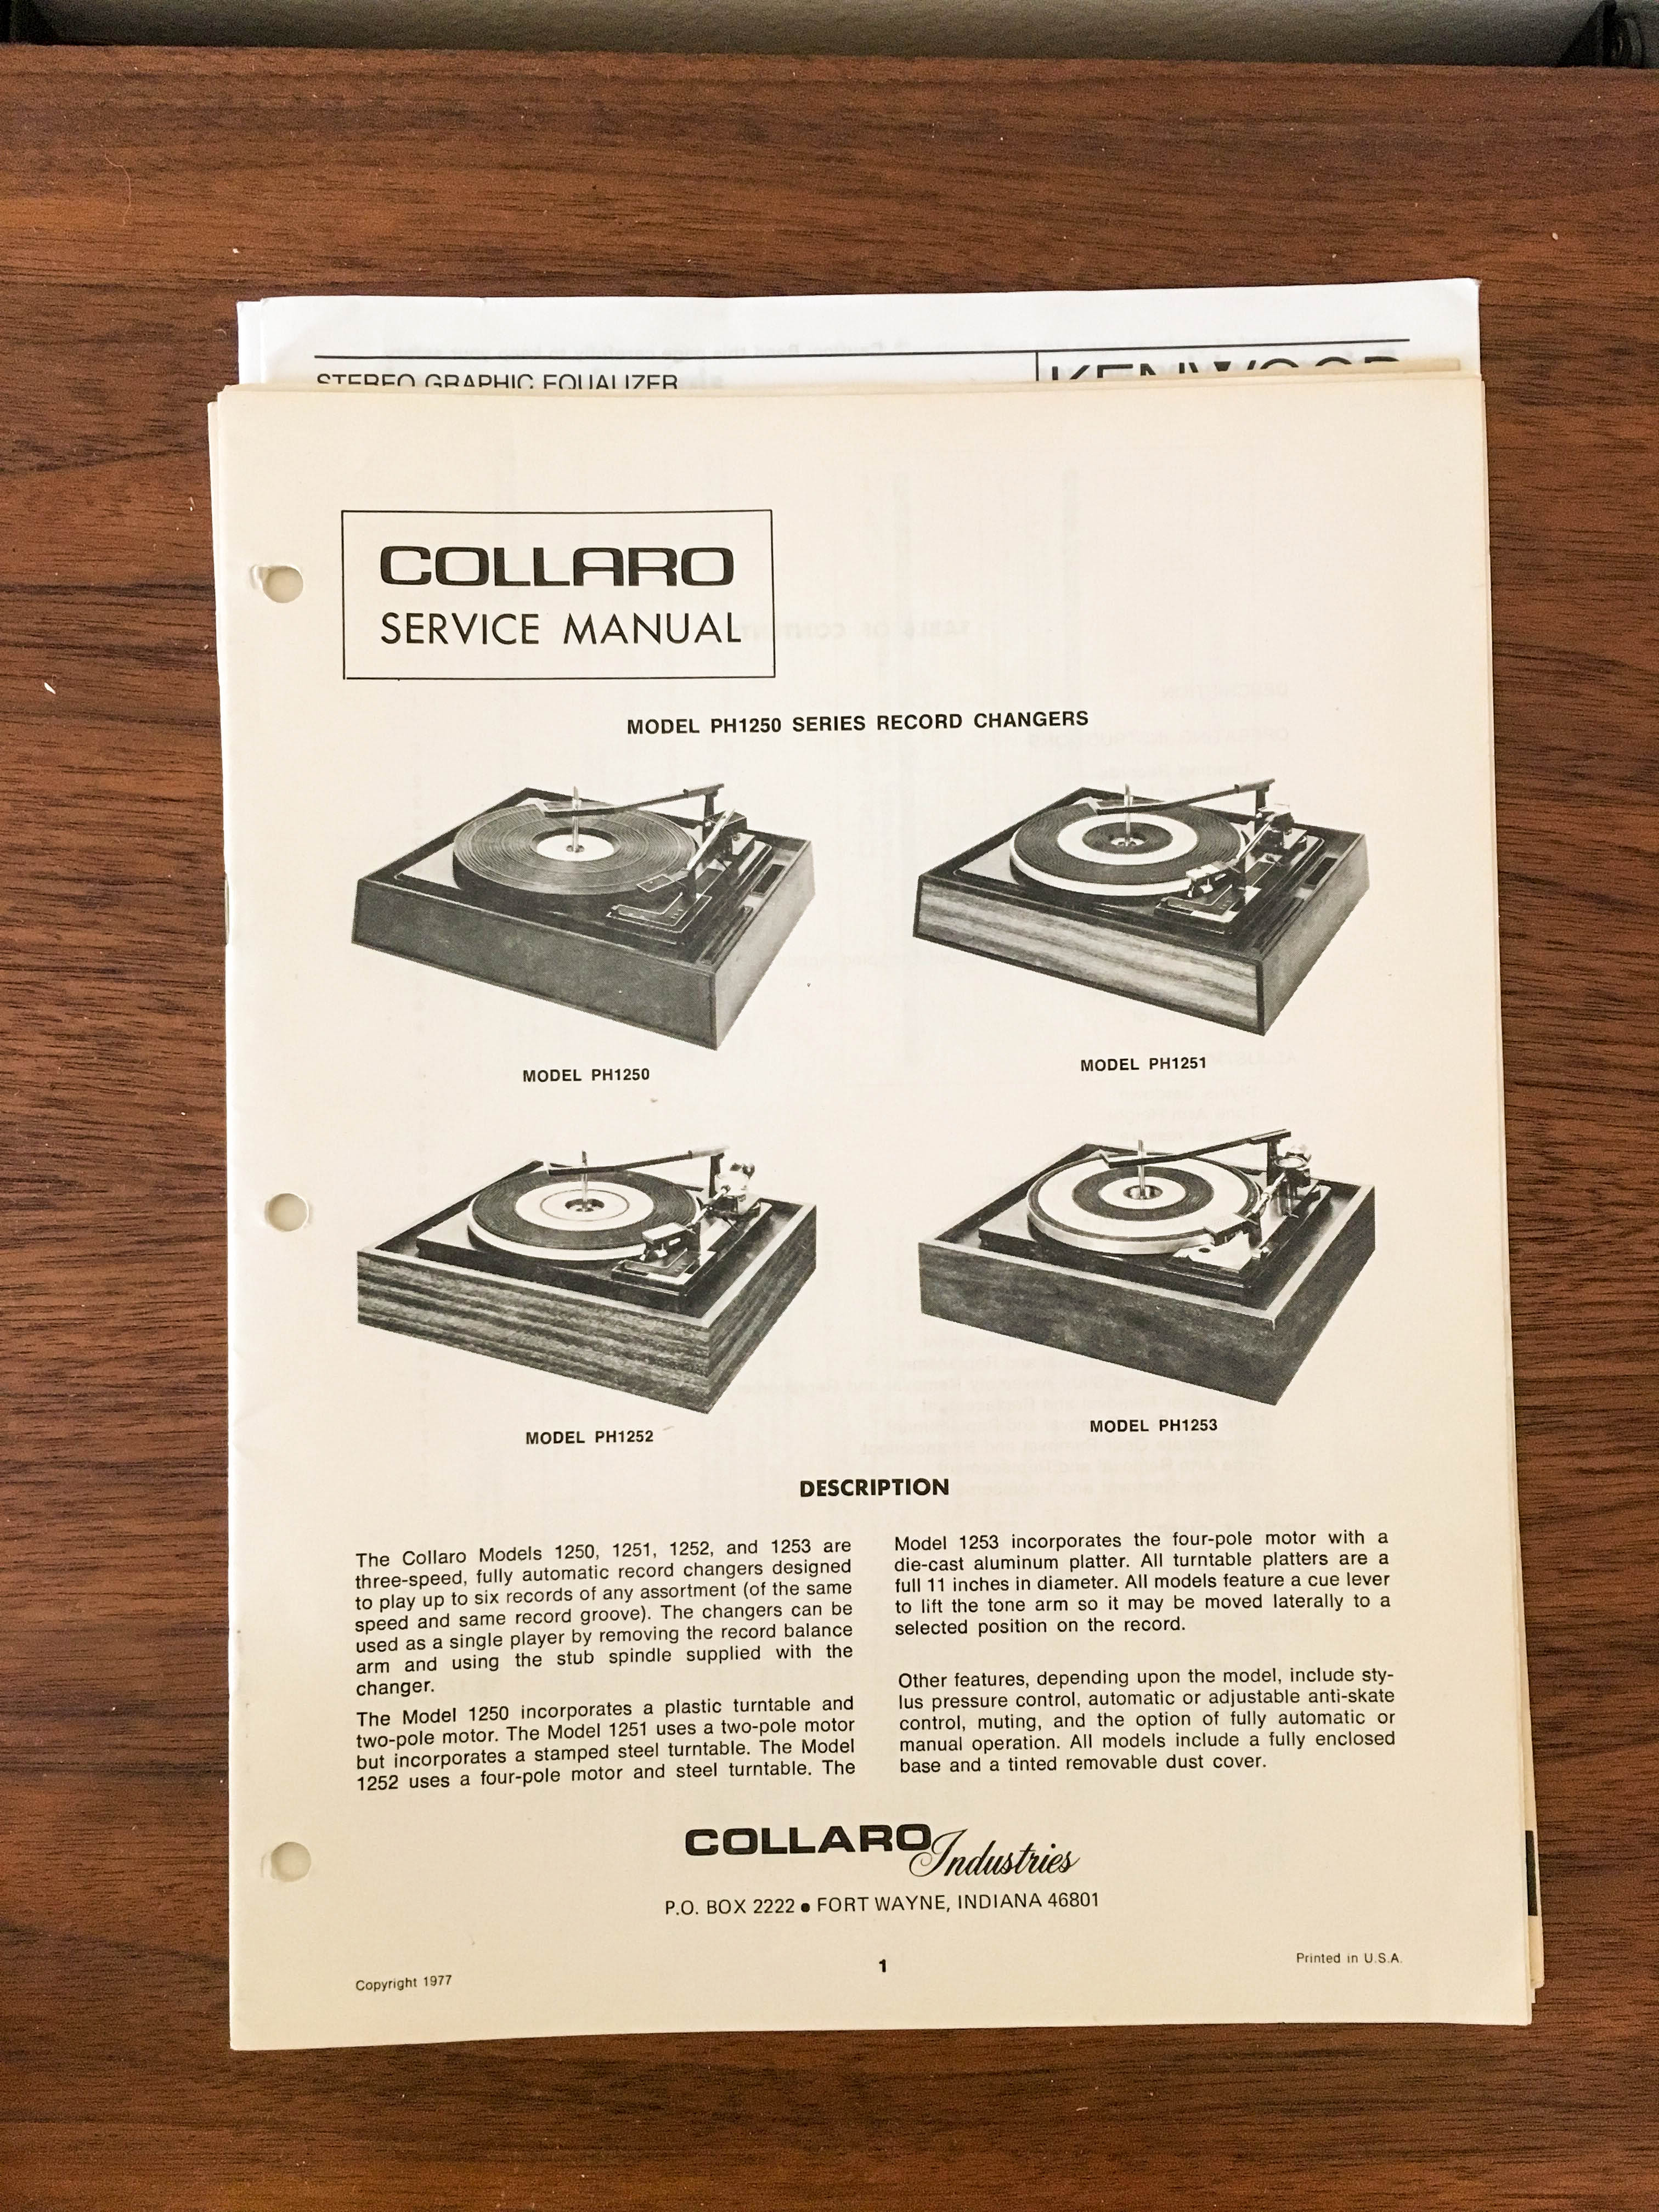 STEREO GRAPHIC EQUALIZER
KENWOOD
COLLARO
SERVICE MANUAL
MODEL PH1250 SERIES RECORD CHANGERS
MODEL PH1250
MODEL PH1251
MODEL PH1252
MODEL PH1253
DESCRIPTION
The Collaro Models 1250, 1251, 1252, and 1253 are
three-speed, fully automatic record changers designed
to play up to six records of any assortment (of the same
speed and same record groove). The changers can be
used as a single player by removing the record balance
arm and using the stub spindle supplied with the
changer.
The Model 1250 incorporates a plastic turntable and
two-pole motor. The Model 1251 uses a two-pole motor
but incorporates a stamped steel turntable. The Model
1252 uses a four-pole motor and steel turntable. The
Model 1253 incorporates the four-pole motor with a
die-cast aluminum platter. All turntable platters are a
full 11 inches in diameter. All models feature a cue lever
to lift the tone arm so it may be moved laterally to a
selected position on the record.
Other features, depending upon the model, include sty-
lus pressure control, automatic or adjustable anti-skate
control, muting, and the option of fully automatic or
manual operation. All models include a fully enclosed
base and a tinted removable dust cover.
COLLARO Industries
P.O. BOX 2222 • FORT WAYNE, INDIANA 46801
Copyright 1977
1
Printed in U.S.A.